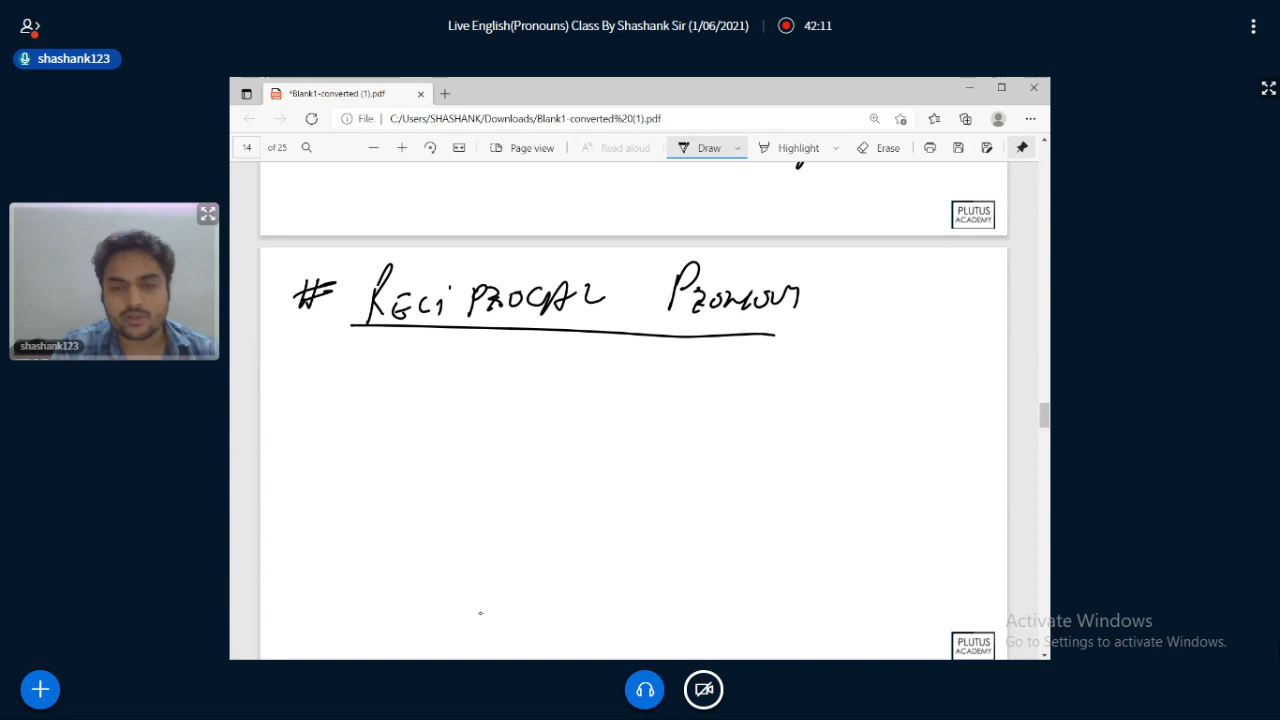 Live English(Pronouns) Class By Shashank Sir (1/06/2021)
42:11
shashank123
*Blank1-converted (1).pdf
File
C:/Users/SHASHANK/Downloads/Blank1-converted%20(1).pdf
14 of 25
Page view
Read aloud
Draw
Highlight
Erase
PLUTUS
ACADEMY
# RECIPROCAL PRONOUN
shashank123
Activate Windows
Go to Settings to activate Windows.
PLUTUS
ACADEMY